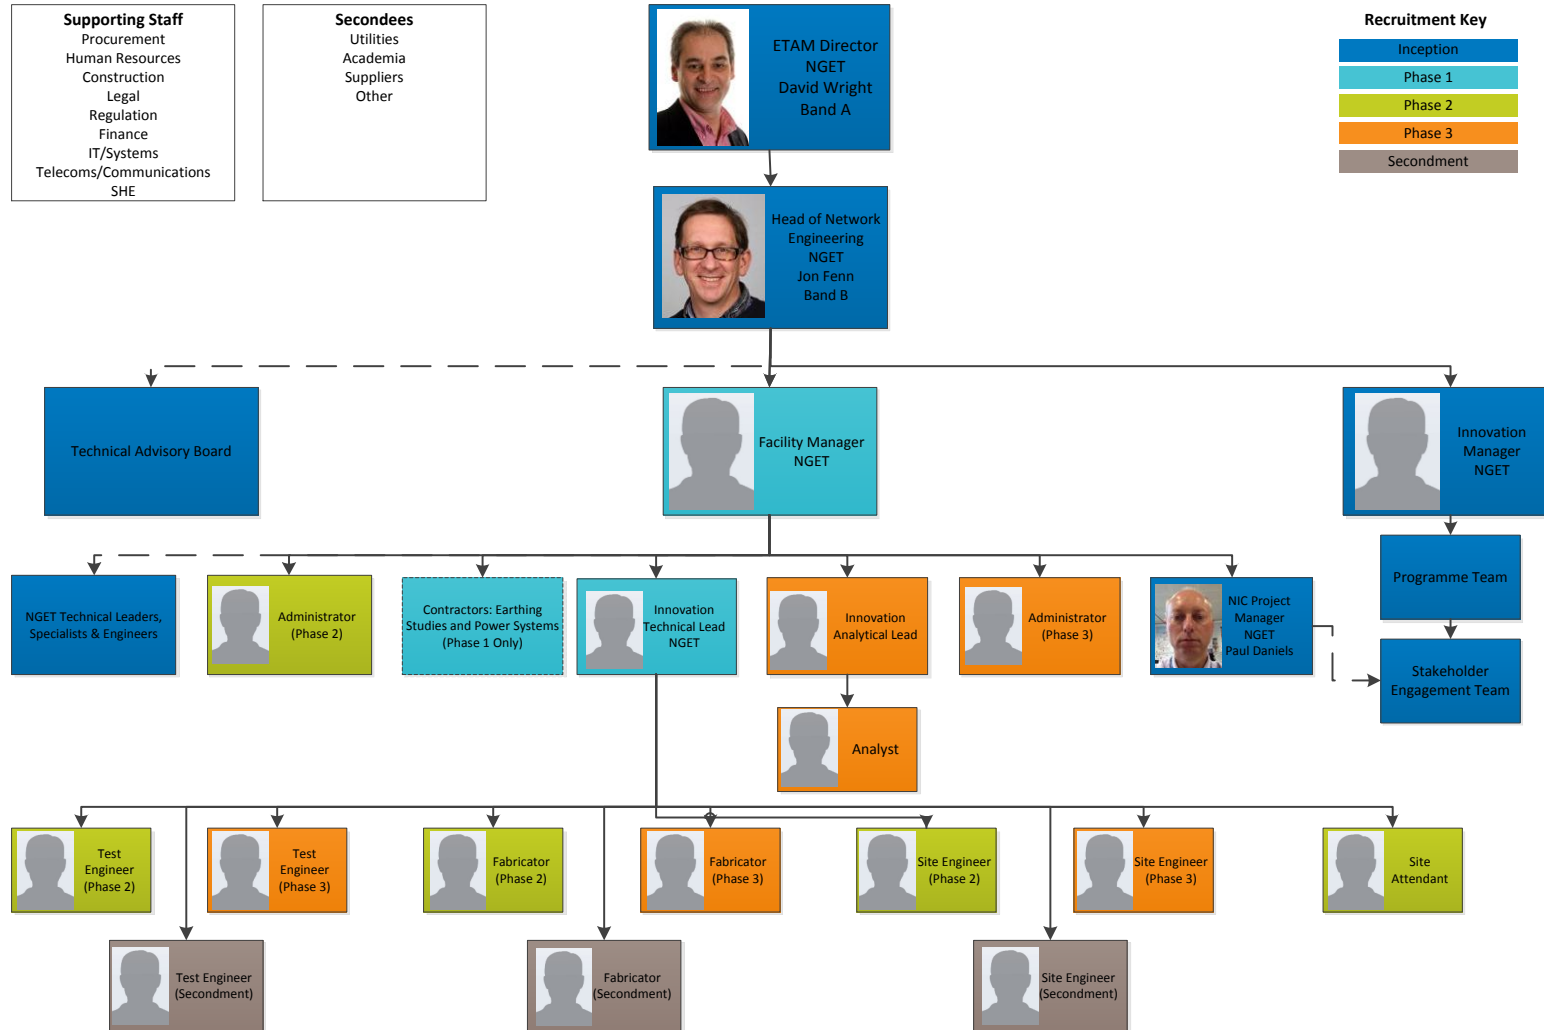 Supporting Staff
Procurement
Human Resources
Construction
Legal
Regulation
Finance
IT/Systems
Telecoms/Communications
SHE
Secondees
Utilities
Academia
Suppliers
Other
ETAM Director
NGET
David Wright
Band A
Recruitment Key
Inception
Phase 1
Phase 2
Phase 3
Secondment
Head of Network
Engineering
NGET
Jon Fenn
Band B
Technical Advisory Board
Facility Manager
NGET
Innovation
Manager
NGET
NGET Technical Leaders,
Specialists & Engineers
Administrator
(Phase 2)
Contractors: Earthing
Studies and Power Systems
(Phase 1 Only)
Innovation
Technical Lead
NGET
Innovation
Analytical Lead
Administrator
(Phase 3)
NIC Project
Manager
NGET
Paul Daniels
Programme Team
Stakeholder
Engagement Team
Analyst
Test
Engineer
(Phase 2)
Test
Engineer
(Phase 3)
Fabricator
(Phase 2)
Fabricator
(Phase 3)
Site Engineer
(Phase 2)
Site Engineer
(Phase 3)
Site
Attendant
Test Engineer
(Secondment)
Fabricator
(Secondment)
Site Engineer
(Secondment)